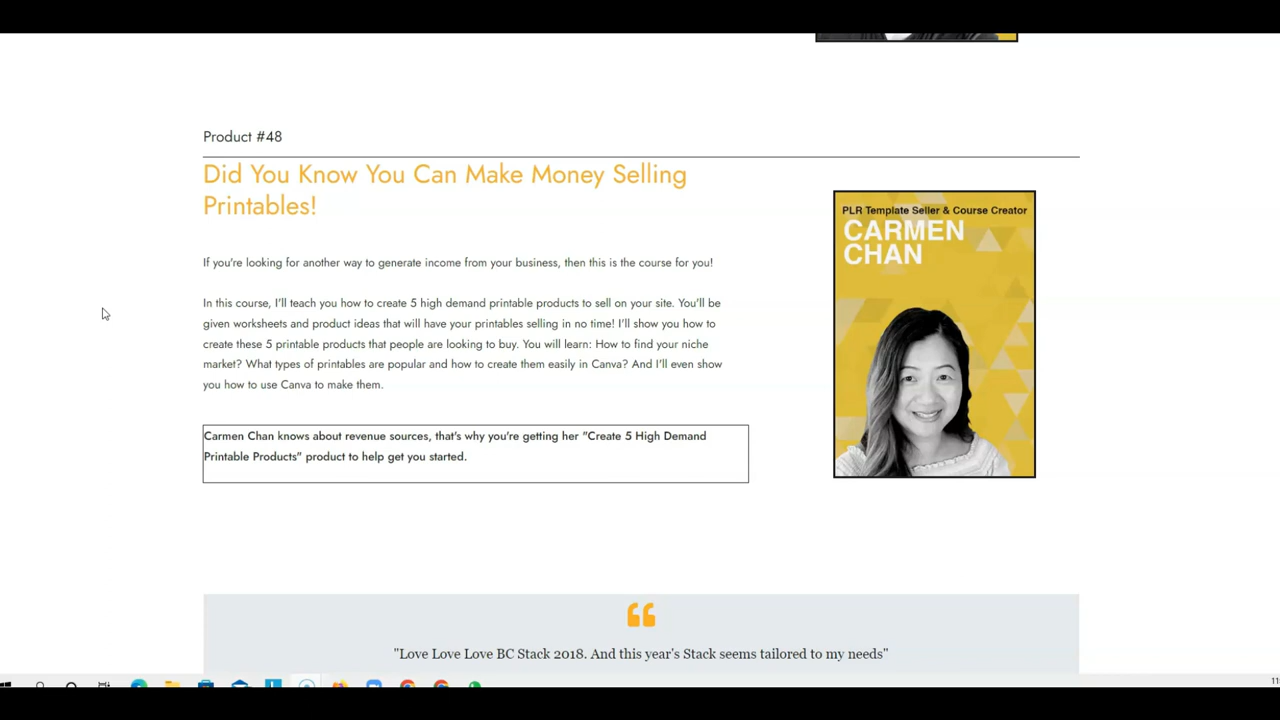 Product #48
Did You Know You Can Make Money Selling
Printables!
If you're looking for another way to generate income from your business, then this is the course for you!
In this course, I'll teach you how to create 5 high demand printable products to sell on your site. You'll be
given worksheets and product ideas that will have your printables selling in no time! I'll show you how to
create these 5 printable products that people are looking to buy. You will learn: How to find your niche
market? What types of printables are popular and how to create them easily in Canva? And I'll even show
you how to use Canva to make them.
Carmen Chan knows about revenue sources, that's why you're getting her "Create 5 High Demand
Printable Products" product to help get you started.
PLR Template Seller & Course Creator
CARMEN
CHAN
"Love Love Love BC Stack 2018. And this year's Stack seems tailored to my needs"